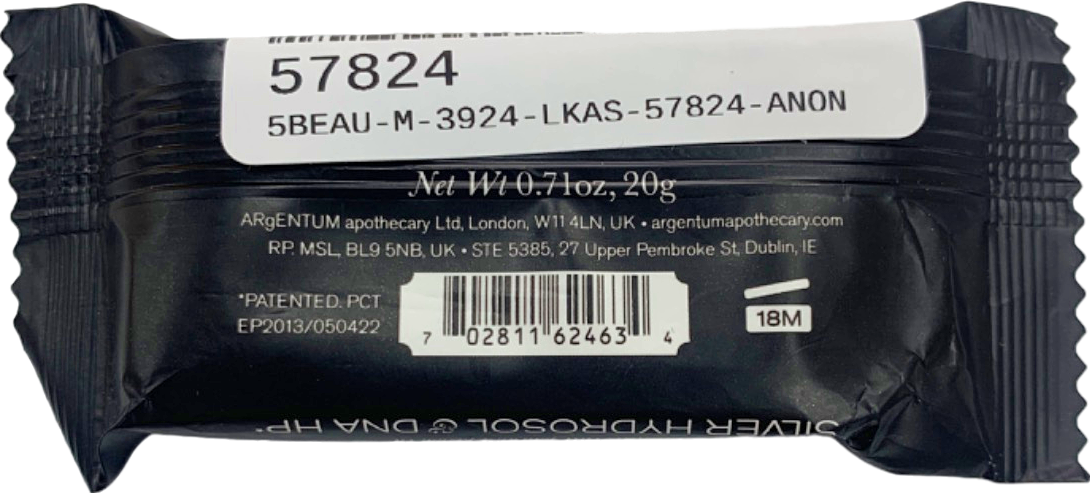 57824
5BEAU-M-3924-LKAS-57824-ANON
Net Wt 0.71oz, 20g
ARgENTUM apothecary Ltd, London, W11 4LN, UK • argentumapothecary.com
RP. MSL, BL9 5NB, UK • STE 5385, 27 Upper Pembroke St, Dublin, IE
*PATENTED. PCT
EP2013/050422
7 02811 62463 4
18M
SILVER HYDROSOL & DNA HP*